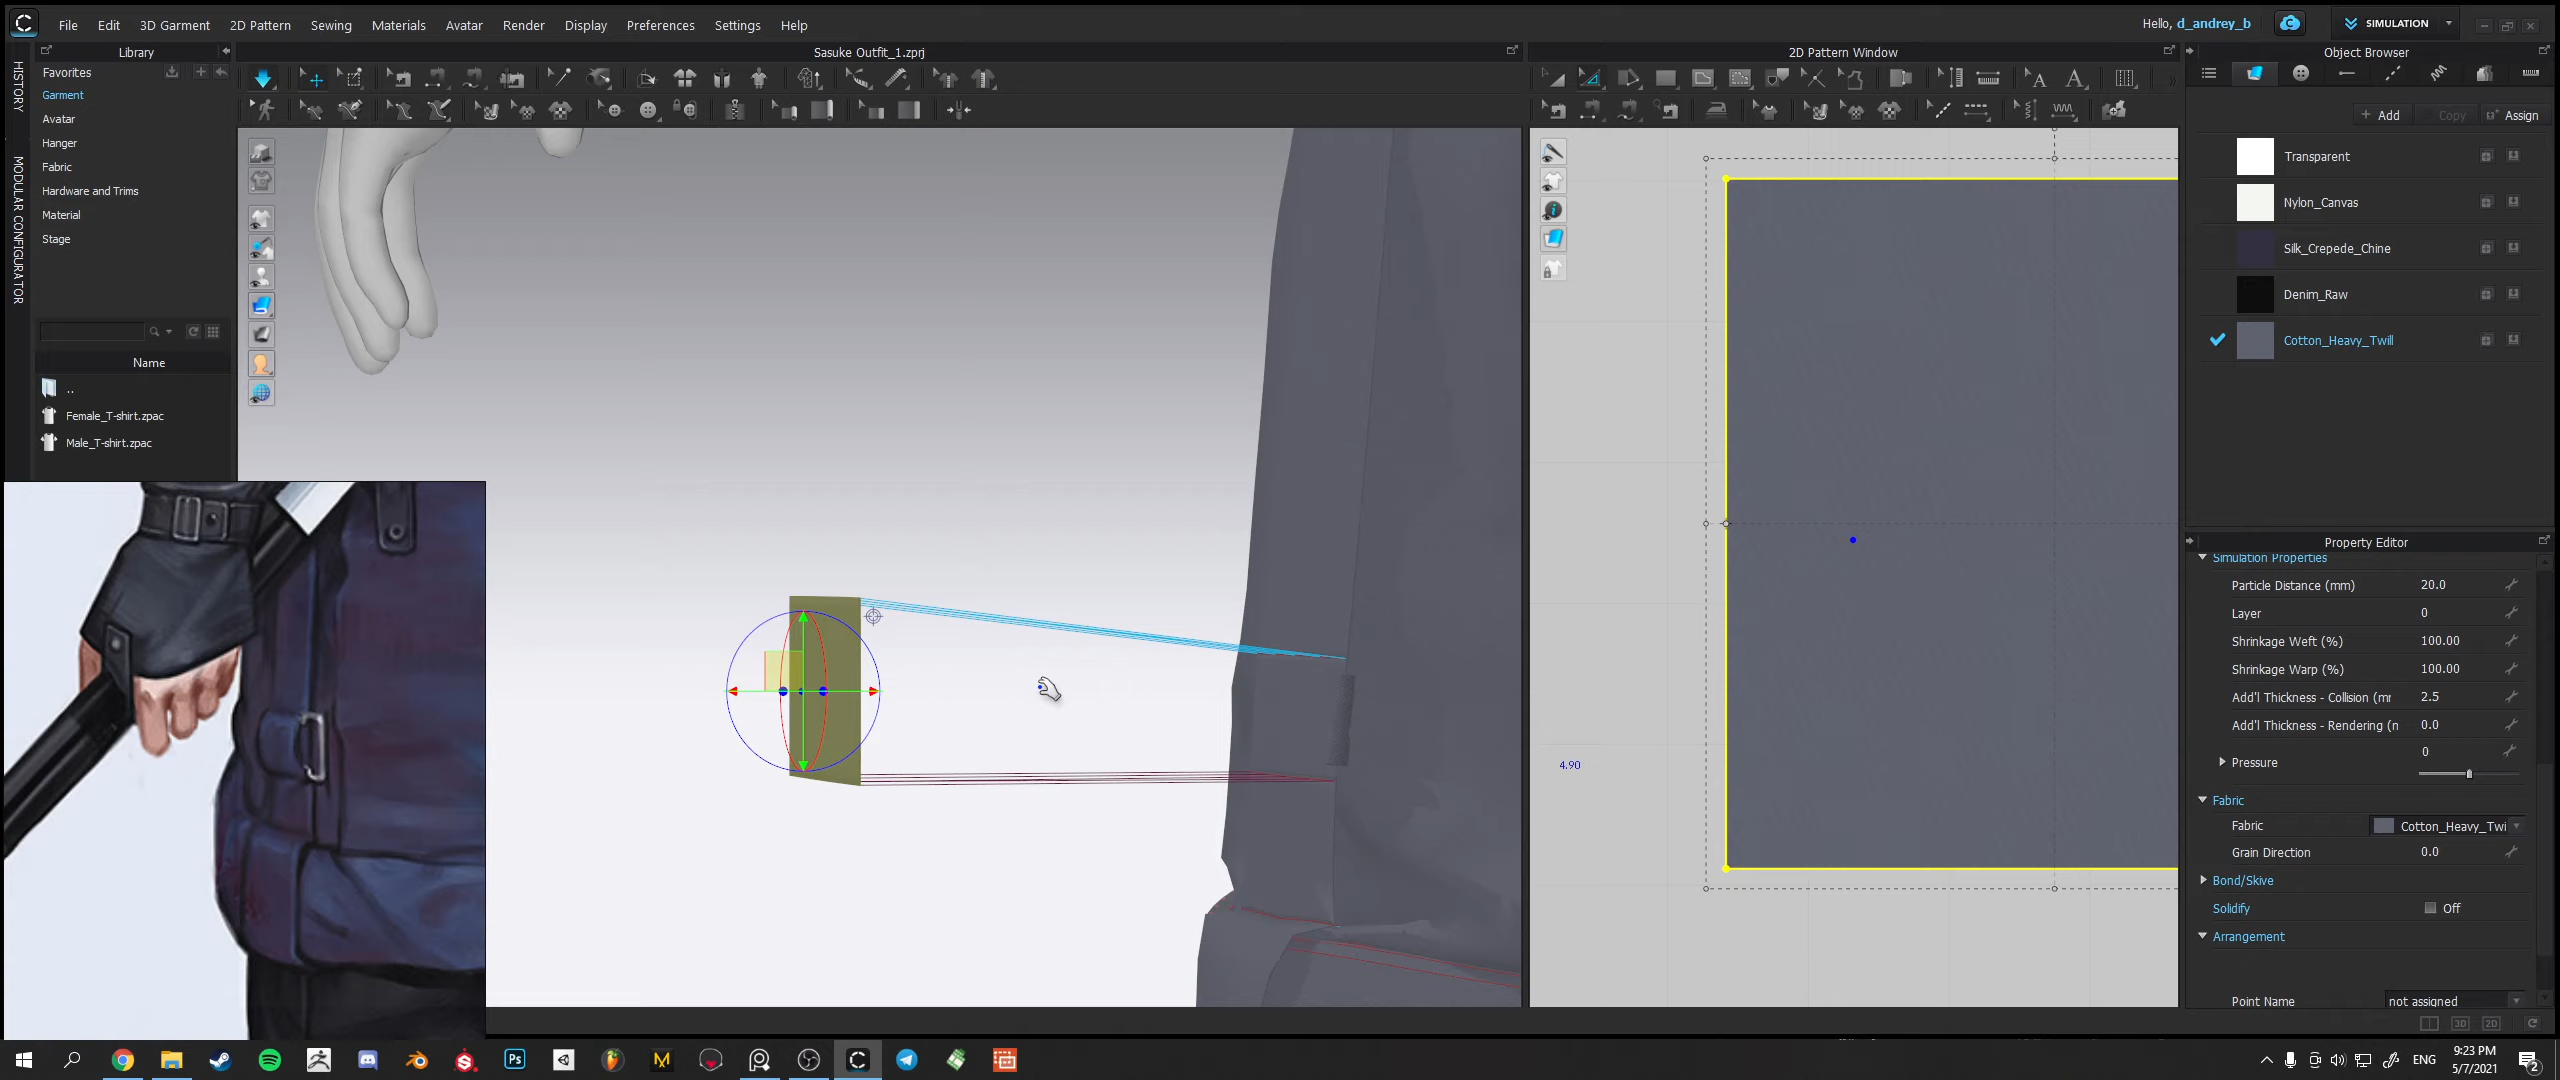 File Edit 3D Garment 2D Pattern Sewing Materials Avatar Render Display Preferences Settings Help
Hello, d_andrey_b
SIMULATION
HISTORY
MODULAR CONFIGURATOR
Library
Favorites
Garment
Avatar
Hanger
Fabric
Hardware and Trims
Material
Stage
Name
..
Female_T-shirt.zpac
Male_T-shirt.zpac
Sasuke Outfit_1.zprj
2D Pattern Window
4.90
Object Browser
Add Copy Assign
Transparent
Nylon_Canvas
Silk_Crepede_Chine
Denim_Raw
Cotton_Heavy_Twill
Property Editor
Simulation Properties
Particle Distance (mm) 20.0
Layer 0
Shrinkage Weft (%) 100.00
Shrinkage Warp (%) 100.00
Add'l Thickness - Collision (mr 2.5
Add'l Thickness - Rendering (n 0.0
0
Pressure
Fabric
Fabric Cotton_Heavy_Twi
Grain Direction 0.0
Bond/Skive
Solidify Off
Arrangement
Point Name not assigned
3D 2D
Ps
ENG
9:23 PM
5/7/2021
2